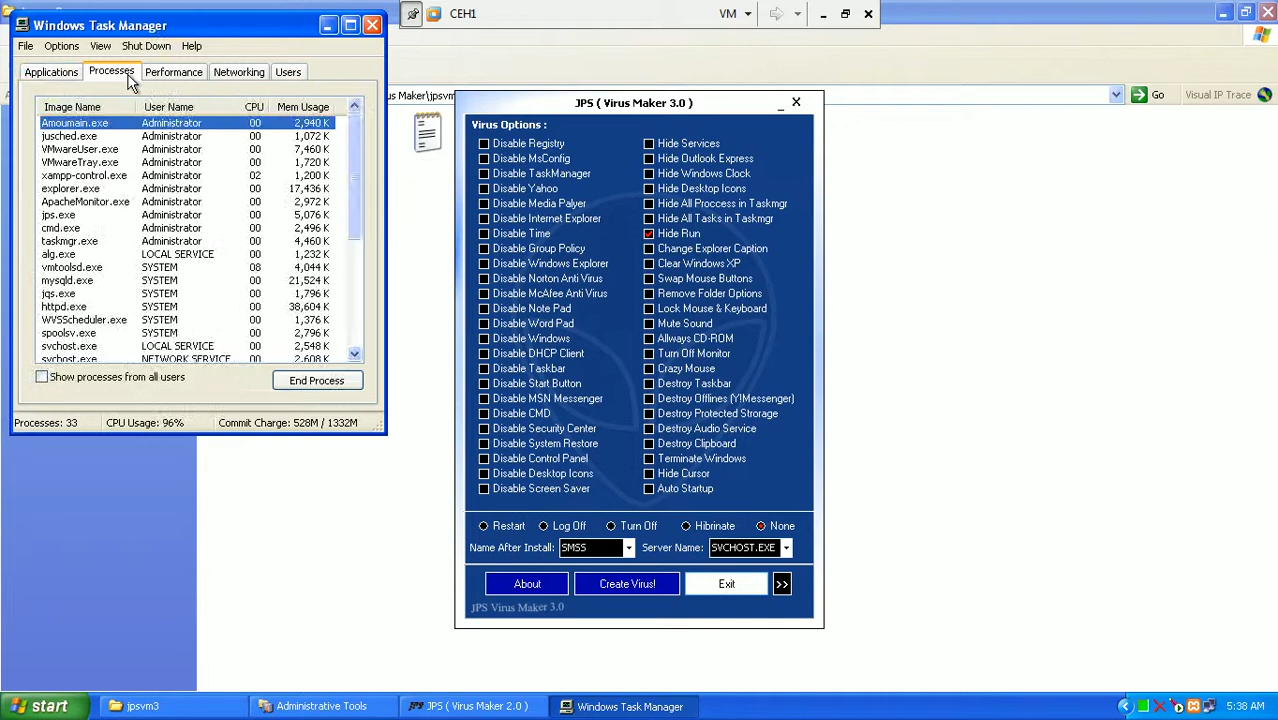 Windows Task Manager
File Options View Shut Down Help
Applications Processes Performance Networking Users
Image Name User Name CPU Mem Usage
Amoumain.exe Administrator 00 2,940 K
jusched.exe Administrator 00 1,072 K
VMwareUser.exe Administrator 00 7,460 K
VMwareTray.exe Administrator 00 1,720 K
xampp-control.exe Administrator 02 1,200 K
explorer.exe Administrator 00 17,436 K
ApacheMonitor.exe Administrator 00 2,972 K
jps.exe Administrator 00 5,076 K
cmd.exe Administrator 00 2,496 K
taskmgr.exe Administrator 00 4,460 K
alg.exe LOCAL SERVICE 00 1,232 K
vmtoolsd.exe SYSTEM 08 4,044 K
mysqld.exe SYSTEM 00 21,524 K
jqs.exe SYSTEM 00 1,796 K
httpd.exe SYSTEM 00 38,604 K
WVSScheduler.exe SYSTEM 00 1,376 K
spoolsv.exe SYSTEM 00 2,796 K
svchost.exe LOCAL SERVICE 00 2,548 K
svchost.exe NETWORK SERVICE 00 2,608 K
Show processes from all users
End Process
Processes: 33 CPU Usage: 96% Commit Charge: 528M / 1332M
CEH1 VM
us Maker\jpsvm
Go Visual IP Trace
JPS ( Virus Maker 3.0 )
Virus Options :
Disable Registry
Disable MsConfig
Disable TaskManager
Disable Yahoo
Disable Media Palyer
Disable Internet Explorer
Disable Time
Disable Group Policy
Disable Windows Explorer
Disable Norton Anti Virus
Disable McAfee Anti Virus
Disable Note Pad
Disable Word Pad
Disable Windows
Disable DHCP Client
Disable Taskbar
Disable Start Button
Disable MSN Messenger
Disable CMD
Disable Security Center
Disable System Restore
Disable Control Panel
Disable Desktop Icons
Disable Screen Saver
Hide Services
Hide Outlook Express
Hide Windows Clock
Hide Desktop Icons
Hide All Proccess in Taskmgr
Hide All Tasks in Taskmgr
Hide Run
Change Explorer Caption
Clear Windows XP
Swap Mouse Buttons
Remove Folder Options
Lock Mouse & Keyboard
Mute Sound
Allways CD-ROM
Turn Off Monitor
Crazy Mouse
Destroy Taskbar
Destroy Offlines (Y!Messenger)
Destroy Protected Strorage
Destroy Audio Service
Destroy Clipboard
Terminate Windows
Hide Cursor
Auto Startup
Restart Log Off Turn Off Hibrinate None
Name After Install: SMSS Server Name: SVCHOST.EXE
About Create Virus! Exit >>
JPS Virus Maker 3.0
start jpsvm3 Administrative Tools JPS ( Virus Maker 2.0 ) Windows Task Manager 5:38 AM